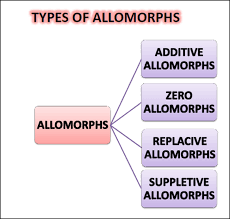 TYPES OF ALLOMORPHS
ADDITIVE
ALLOMORPHS
ZERO
ALLOMORPHS
ALLOMORPHS
REPLACIVE
ALLOMORPHS
SUPPLETIVE
ALLOMORPHS